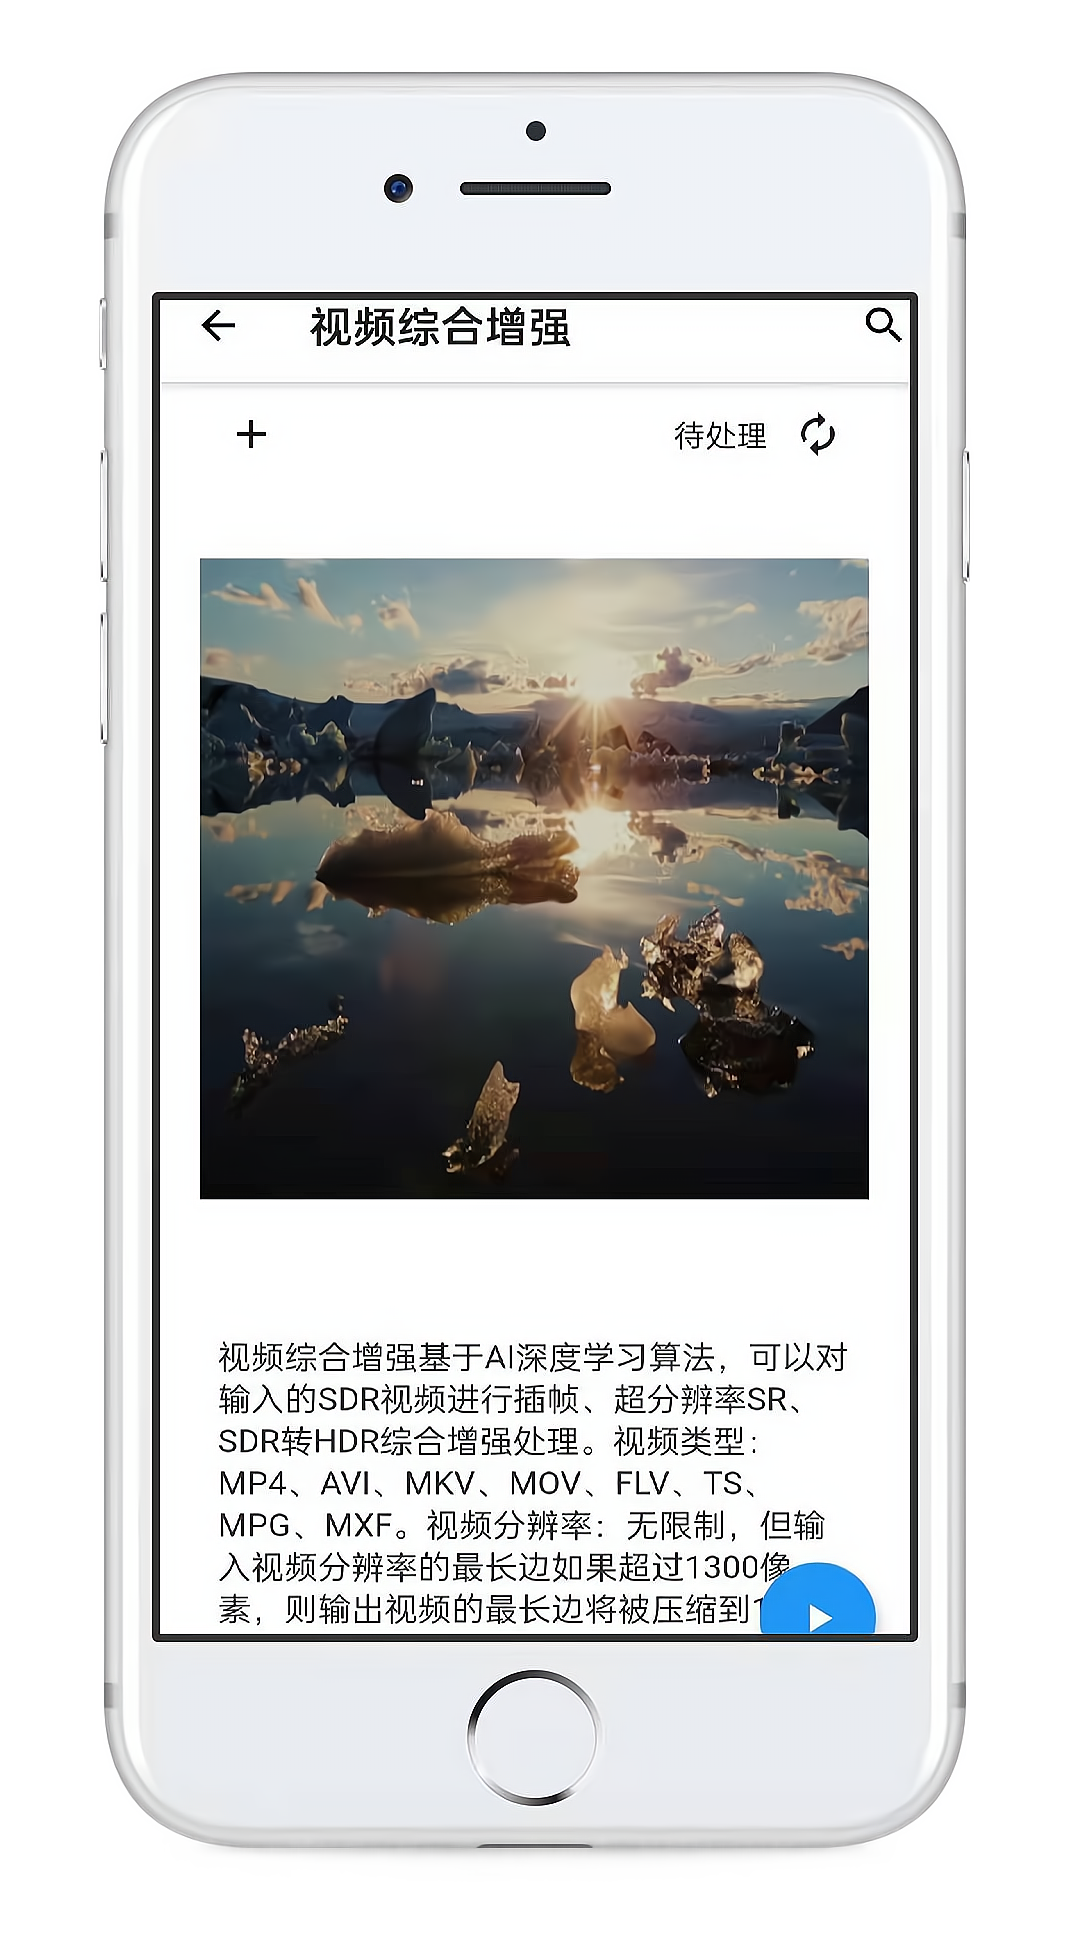 视频综合增强
待处理
视频综合增强基于AI深度学习算法，可以对
输入的SDR视频进行插帧、超分辨率SR、
SDR转HDR综合增强处理。视频类型：
MP4、AVI、MKV、MOV、FLV、TS、
MPG、MXF。视频分辨率：无限制，但输
入视频分辨率的最长边如果超过1300像
素，则输出视频的最长边将被压缩到